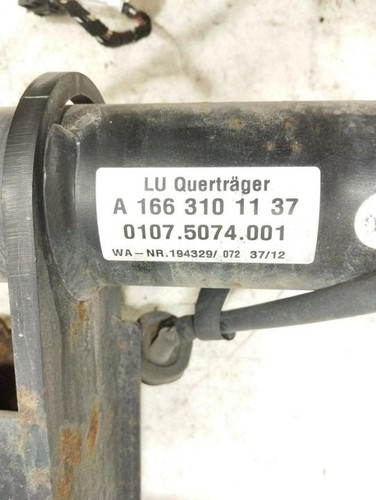 LU Querträger
A 166 310 11 37
0107.5074.001
WA-NR.194329/ 072 37/12